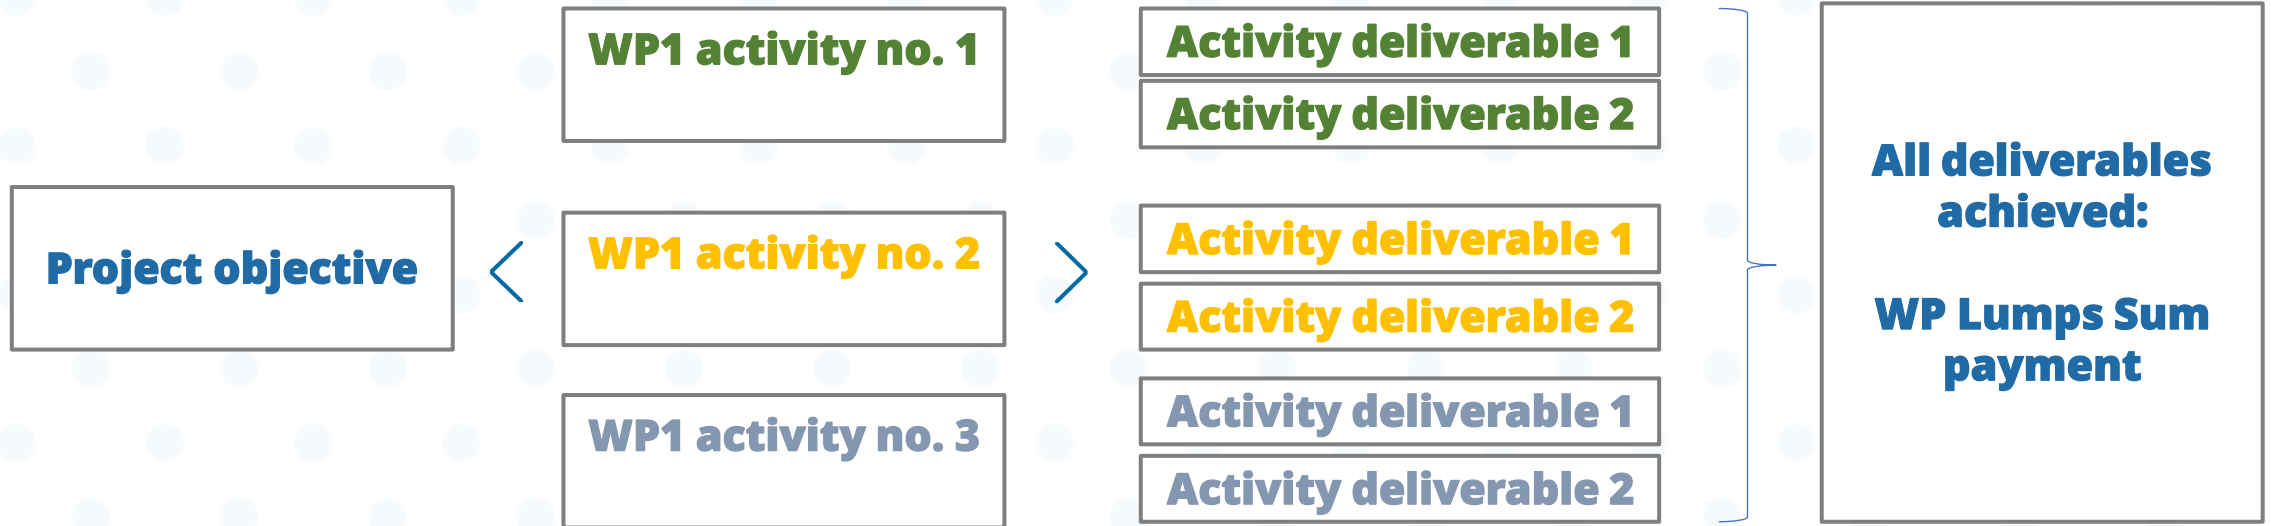 Project objective
WP1 activity no. 1
WP1 activity no. 2
WP1 activity no. 3
Activity deliverable 1
Activity deliverable 2
Activity deliverable 1
Activity deliverable 2
Activity deliverable 1
Activity deliverable 2
All deliverables
achieved:
WP Lumps Sum
payment